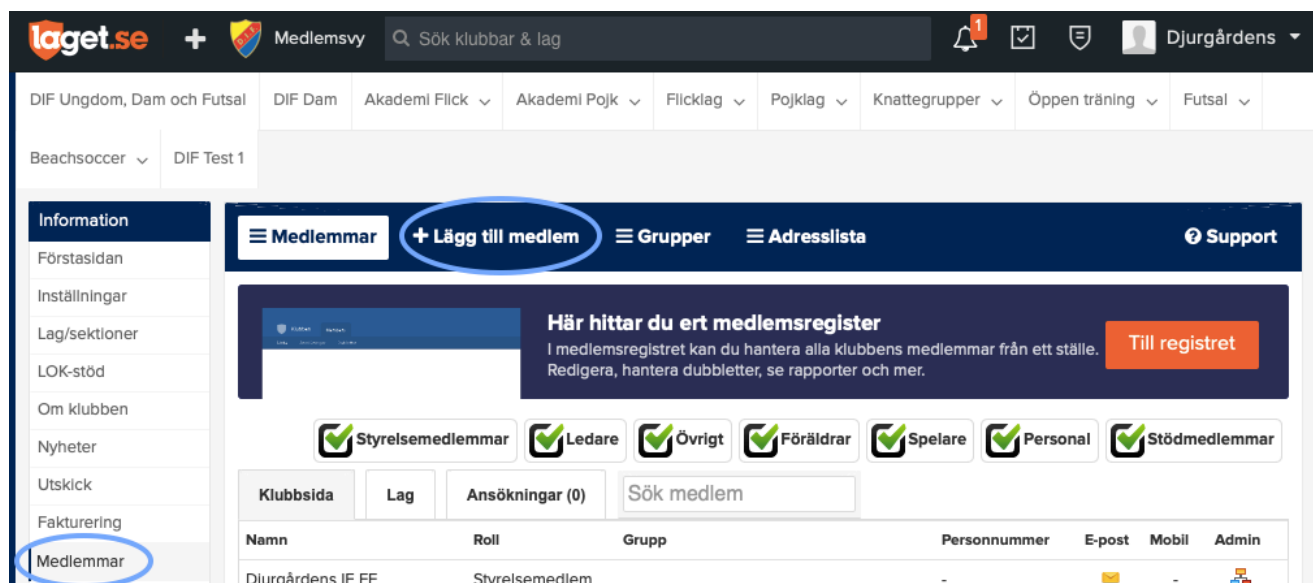 laget.se + Medlemsvy Sök klubbar & lag 1 Djurgårdens
DIF Ungdom, Dam och Futsal DIF Dam Akademi Flick Akademi Pojk Flicklag Pojklag Knattegrupper Öppen träning Futsal
Beachsoccer DIF Test 1
Information
Förstasidan
Inställningar
Lag/sektioner
LOK-stöd
Om klubben
Nyheter
Utskick
Fakturering
Medlemmar
Medlemmar + Lägg till medlem Grupper Adresslista Support
Här hittar du ert medlemsregister
I medlemsregistret kan du hantera alla klubbens medlemmar från ett ställe.
Redigera, hantera dubbletter, se rapporter och mer.
Till registret
Styrelsemedlemmar Ledare Övrigt Föräldrar Spelare Personal Stödmedlemmar
Klubbsida Lag Ansökningar (0) Sök medlem
Namn Roll Grupp Personnummer E-post Mobil Admin
Djurgårdens IF FF Styrelsemedlem - -